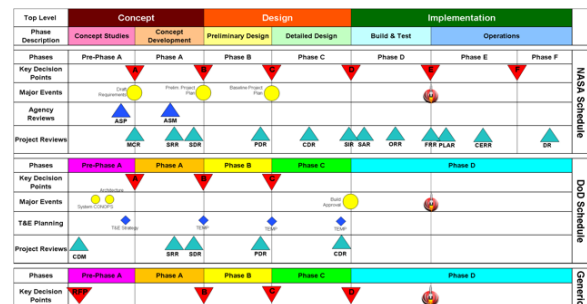 Top Level Concept Design Implementation
Phase Description Concept Studies Concept Development Preliminary Design Detailed Design Build & Test Operations
Phases Pre-Phase A Phase A Phase B Phase C Phase D Phase E Phase F
Key Decision Points A B C D E F
Major Events Draft Requirements Prelim. Project Plan Baseline Project Plan
Agency Reviews ASP ASM
Project Reviews MCR SRR SDR PDR CDR SIR SAR ORR FRR PLAR CERR DR
NASA Schedule
Phases Pre-Phase A Phase A Phase B Phase C Phase D
Key Decision Points A B C
Major Events System CONOPS Architecture Build Approval
T&E Planning T&E Strategy TEMP TEMP TEMP
Project Reviews CDM SRR SDR PDR CDR
DoD Schedule
Phases Pre-Phase A Phase A Phase B Phase C Phase D
Key Decision Points RFP B C D
Generic